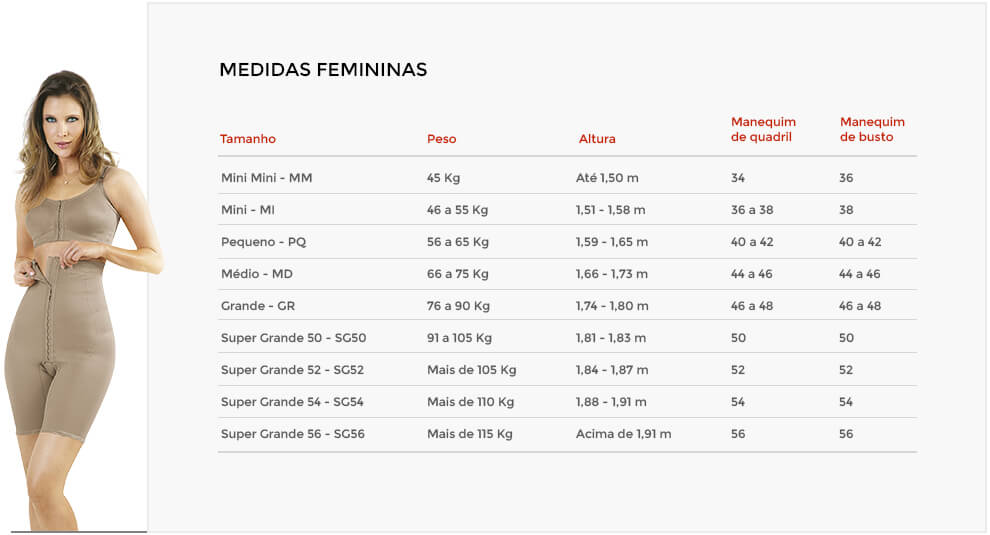 MEDIDAS FEMININAS
Tamanho Peso Altura Manequim de quadril Manequim de busto
Mini Mini - MM 45 Kg Até 1,50 m 34 36
Mini - MI 46 a 55 Kg 1,51 - 1,58 m 36 a 38 38
Pequeno - PQ 56 a 65 Kg 1,59 - 1,65 m 40 a 42 40 a 42
Médio - MD 66 a 75 Kg 1,66 - 1,73 m 44 a 46 44 a 46
Grande - GR 76 a 90 Kg 1,74 - 1,80 m 46 a 48 46 a 48
Super Grande 50 - SG50 91 a 105 Kg 1,81 - 1,83 m 50 50
Super Grande 52 - SG52 Mais de 105 Kg 1,84 - 1,87 m 52 52
Super Grande 54 - SG54 Mais de 110 Kg 1,88 - 1,91 m 54 54
Super Grande 56 - SG56 Mais de 115 Kg Acima de 1,91 m 56 56